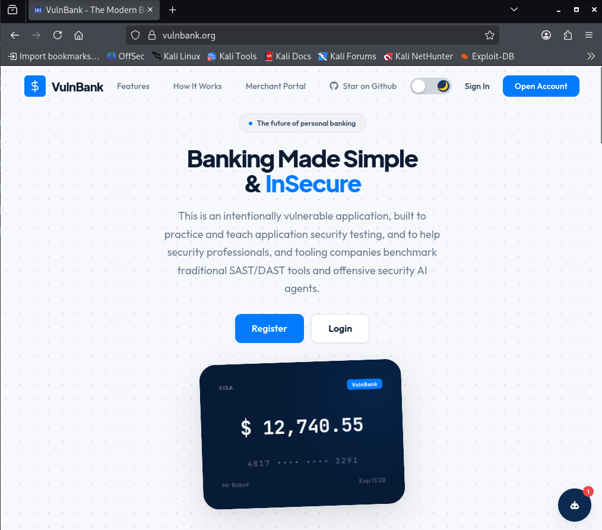 VulnBank - The Modern B
vulnbank.org
Import bookmarks...
OffSec
Kali Linux
Kali Tools
Kali Docs
Kali Forums
Kali NetHunter
Exploit-DB
$ VulnBank
Features
How It Works
Merchant Portal
Star on Github
Sign In
Open Account
The future of personal banking
Banking Made Simple
& InSecure
This is an intentionally vulnerable application, built to
practice and teach application security testing, and to help
security professionals, and tooling companies benchmark
traditional SAST/DAST tools and offensive security AI
agents.
Register
Login
VISA
VulnBank
$ 12,740.55
4817 •••• •••• 3291
Mr Robot
Exp 11/28
1